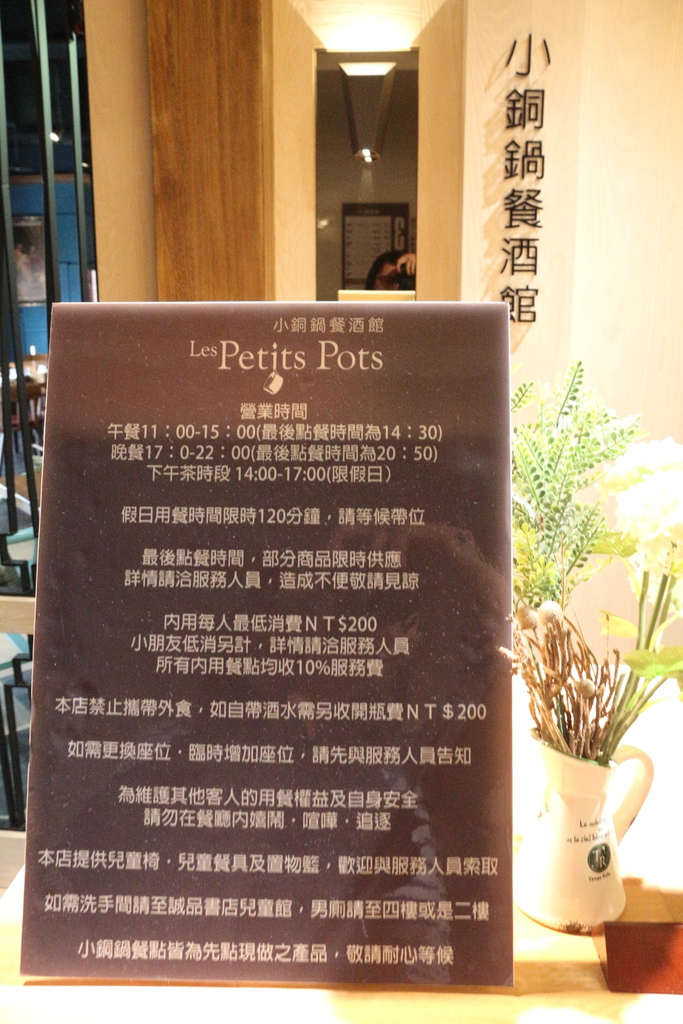 小銅鍋餐酒館
小銅鍋餐酒館
Les Petits Pots
營業時間
午餐11：00-15：00(最後點餐時間為14：30)
晚餐17：0-22：00(最後點餐時間為20：50)
下午茶時段 14:00-17:00(限假日)
假日用餐時間限時120分鐘，請等候帶位
最後點餐時間，部分商品限時供應
詳情請洽服務人員，造成不便敬請見諒
內用每人最低消費ＮＴ$200
小朋友低消另計，詳情請洽服務人員
所有內用餐點均收10%服務費
本店禁止攜帶外食，如自帶酒水需另收開瓶費ＮＴ＄200
如需更換座位．臨時增加座位，請先與服務人員告知
為維護其他客人的用餐權益及自身安全
請勿在餐廳內嬉鬧．喧嘩．追逐
本店提供兒童椅．兒童餐具及置物籃，歡迎與服務人員索取
如需洗手間請至誠品書店兒童館，男廁請至四樓或是二樓
小銅鍋餐點皆為先點現做之產品，敬請耐心等候